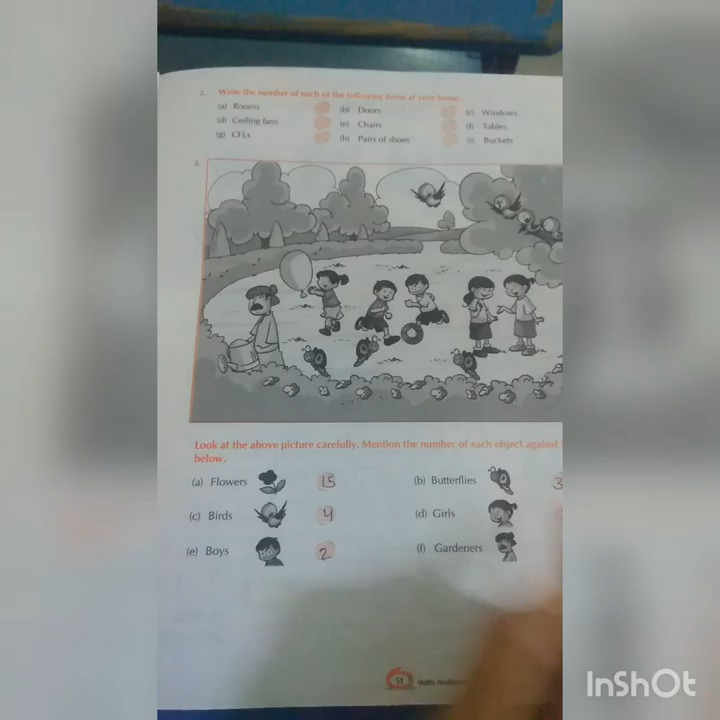 2. Write the number of each of the following items at your home.
(a) Rooms (b) Doors (c) Windows
(d) Ceiling fans (e) Chairs (f) Tables
(g) CFLs (h) Pairs of shoes (i) Buckets
3.
Look at the above picture carefully. Mention the number of each object against
below.
(a) Flowers 15 (b) Butterflies 3
(c) Birds 4 (d) Girls
(e) Boys 2 (f) Gardeners
51 Maths
InShOt